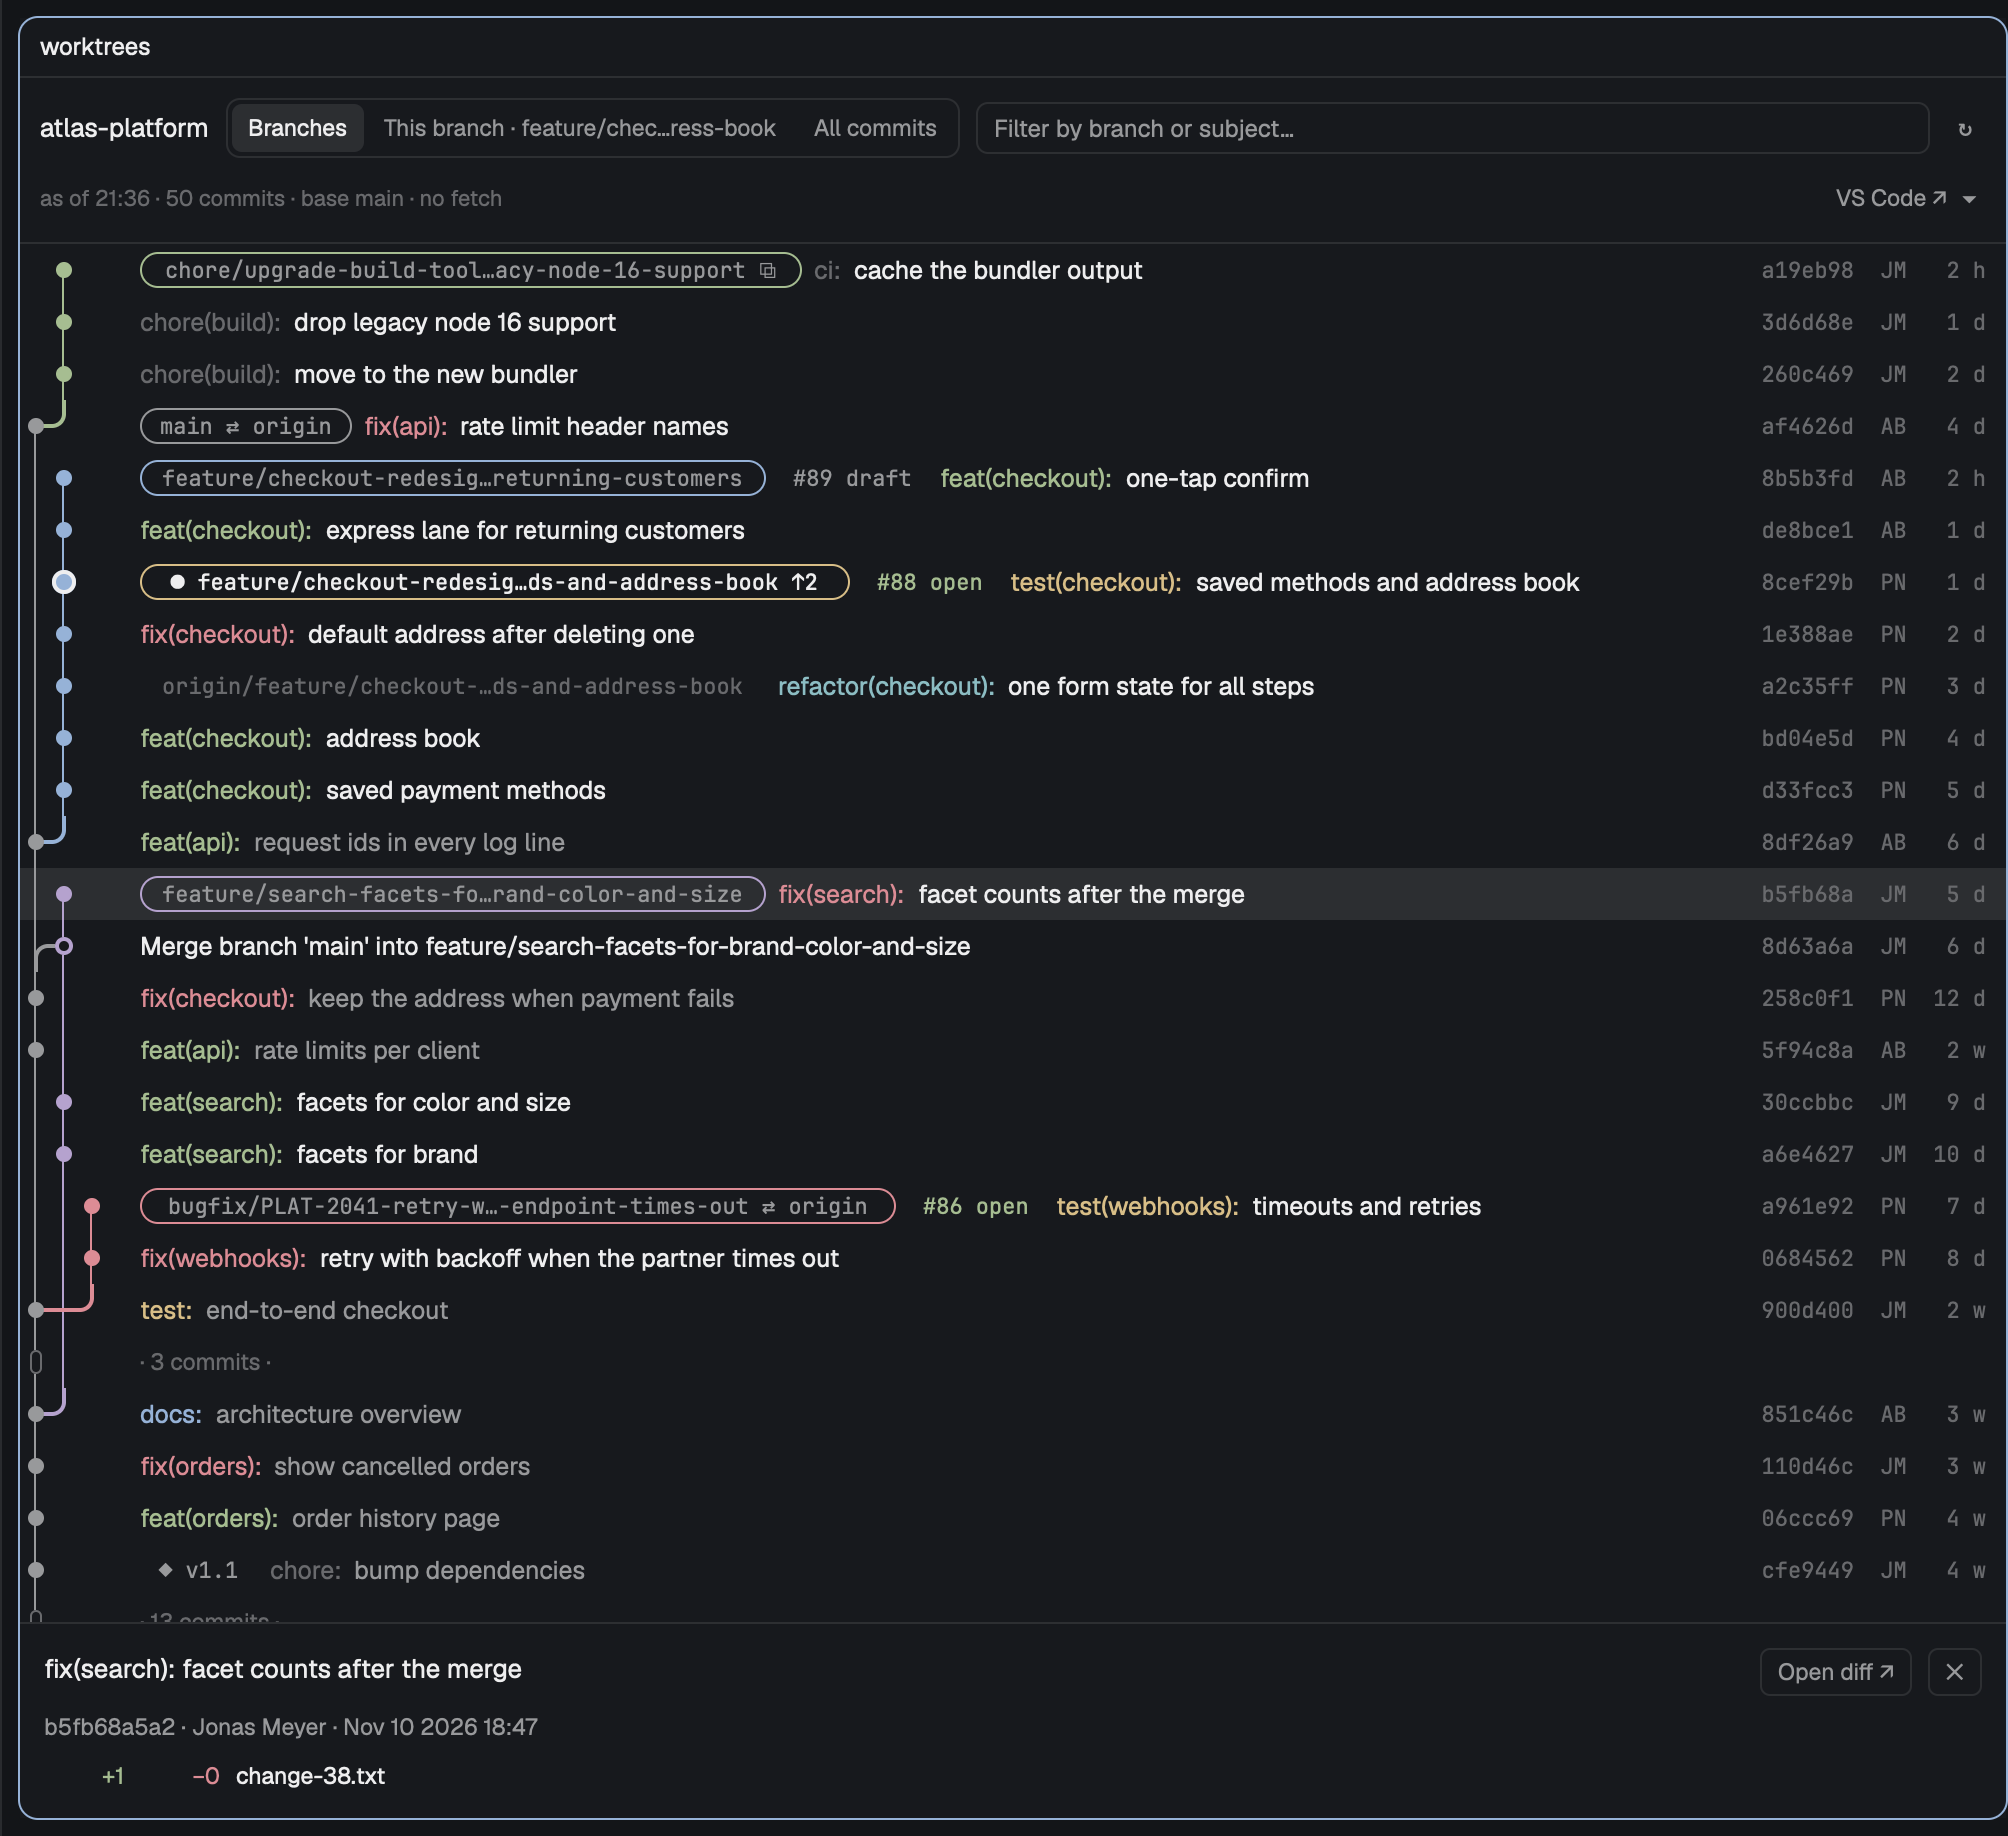 worktrees
atlas-platform Branches This branch · feature/chec…ress-book All commits Filter by branch or subject… ↻
as of 21:36 · 50 commits · base main · no fetch VS Code ↗
chore/upgrade-build-tool…acy-node-16-support ci: cache the bundler output a19eb98 JM 2 h
chore(build): drop legacy node 16 support 3d6d68e JM 1 d
chore(build): move to the new bundler 260c469 JM 2 d
main ⇄ origin fix(api): rate limit header names af4626d AB 4 d
feature/checkout-redesig…returning-customers #89 draft feat(checkout): one-tap confirm 8b5b3fd AB 2 h
feat(checkout): express lane for returning customers de8bce1 AB 1 d
● feature/checkout-redesig…ds-and-address-book ↑2 #88 open test(checkout): saved methods and address book 8cef29b PN 1 d
fix(checkout): default address after deleting one 1e388ae PN 2 d
origin/feature/checkout-…ds-and-address-book refactor(checkout): one form state for all steps a2c35ff PN 3 d
feat(checkout): address book bd04e5d PN 4 d
feat(checkout): saved payment methods d33fcc3 PN 5 d
feat(api): request ids in every log line 8df26a9 AB 6 d
feature/search-facets-fo…rand-color-and-size fix(search): facet counts after the merge b5fb68a JM 5 d
Merge branch 'main' into feature/search-facets-for-brand-color-and-size 8d63a6a JM 6 d
fix(checkout): keep the address when payment fails 258c0f1 PN 12 d
feat(api): rate limits per client 5f94c8a AB 2 w
feat(search): facets for color and size 30ccbbc JM 9 d
feat(search): facets for brand a6e4627 JM 10 d
bugfix/PLAT-2041-retry-w…-endpoint-times-out ⇄ origin #86 open test(webhooks): timeouts and retries a961e92 PN 7 d
fix(webhooks): retry with backoff when the partner times out 0684562 PN 8 d
test: end-to-end checkout 900d400 JM 2 w
· 3 commits ·
docs: architecture overview 851c46c AB 3 w
fix(orders): show cancelled orders 110d46c JM 3 w
feat(orders): order history page 06ccc69 PN 4 w
◆ v1.1 chore: bump dependencies cfe9449 JM 4 w
· 13 commits ·
fix(search): facet counts after the merge Open diff ↗ ✕
b5fb68a5a2 · Jonas Meyer · Nov 10 2026 18:47
+1 −0 change-38.txt